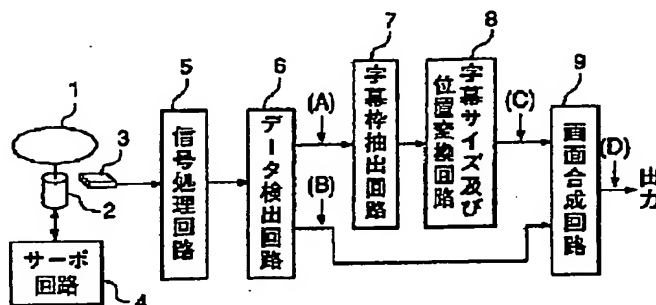 1
2
3
サーボ
回路
4
5
信号処理回路
6
データ検出回路
(A)
(B)
7
字幕枠抽出回路
8
字幕サイズ及び
位置変換回路
(C)
9
画面合成回路
(D)
出力